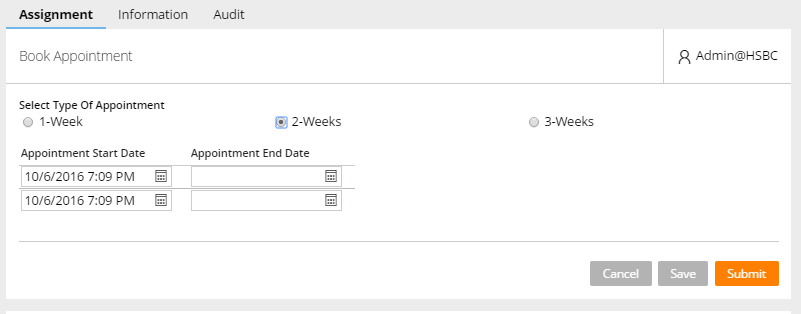 Assignment Information Audit
Book Appointment Admin@HSBC
Select Type Of Appointment
1-Week 2-Weeks 3-Weeks
Appointment Start Date Appointment End Date
10/6/2016 7:09 PM
10/6/2016 7:09 PM
Cancel Save Submit